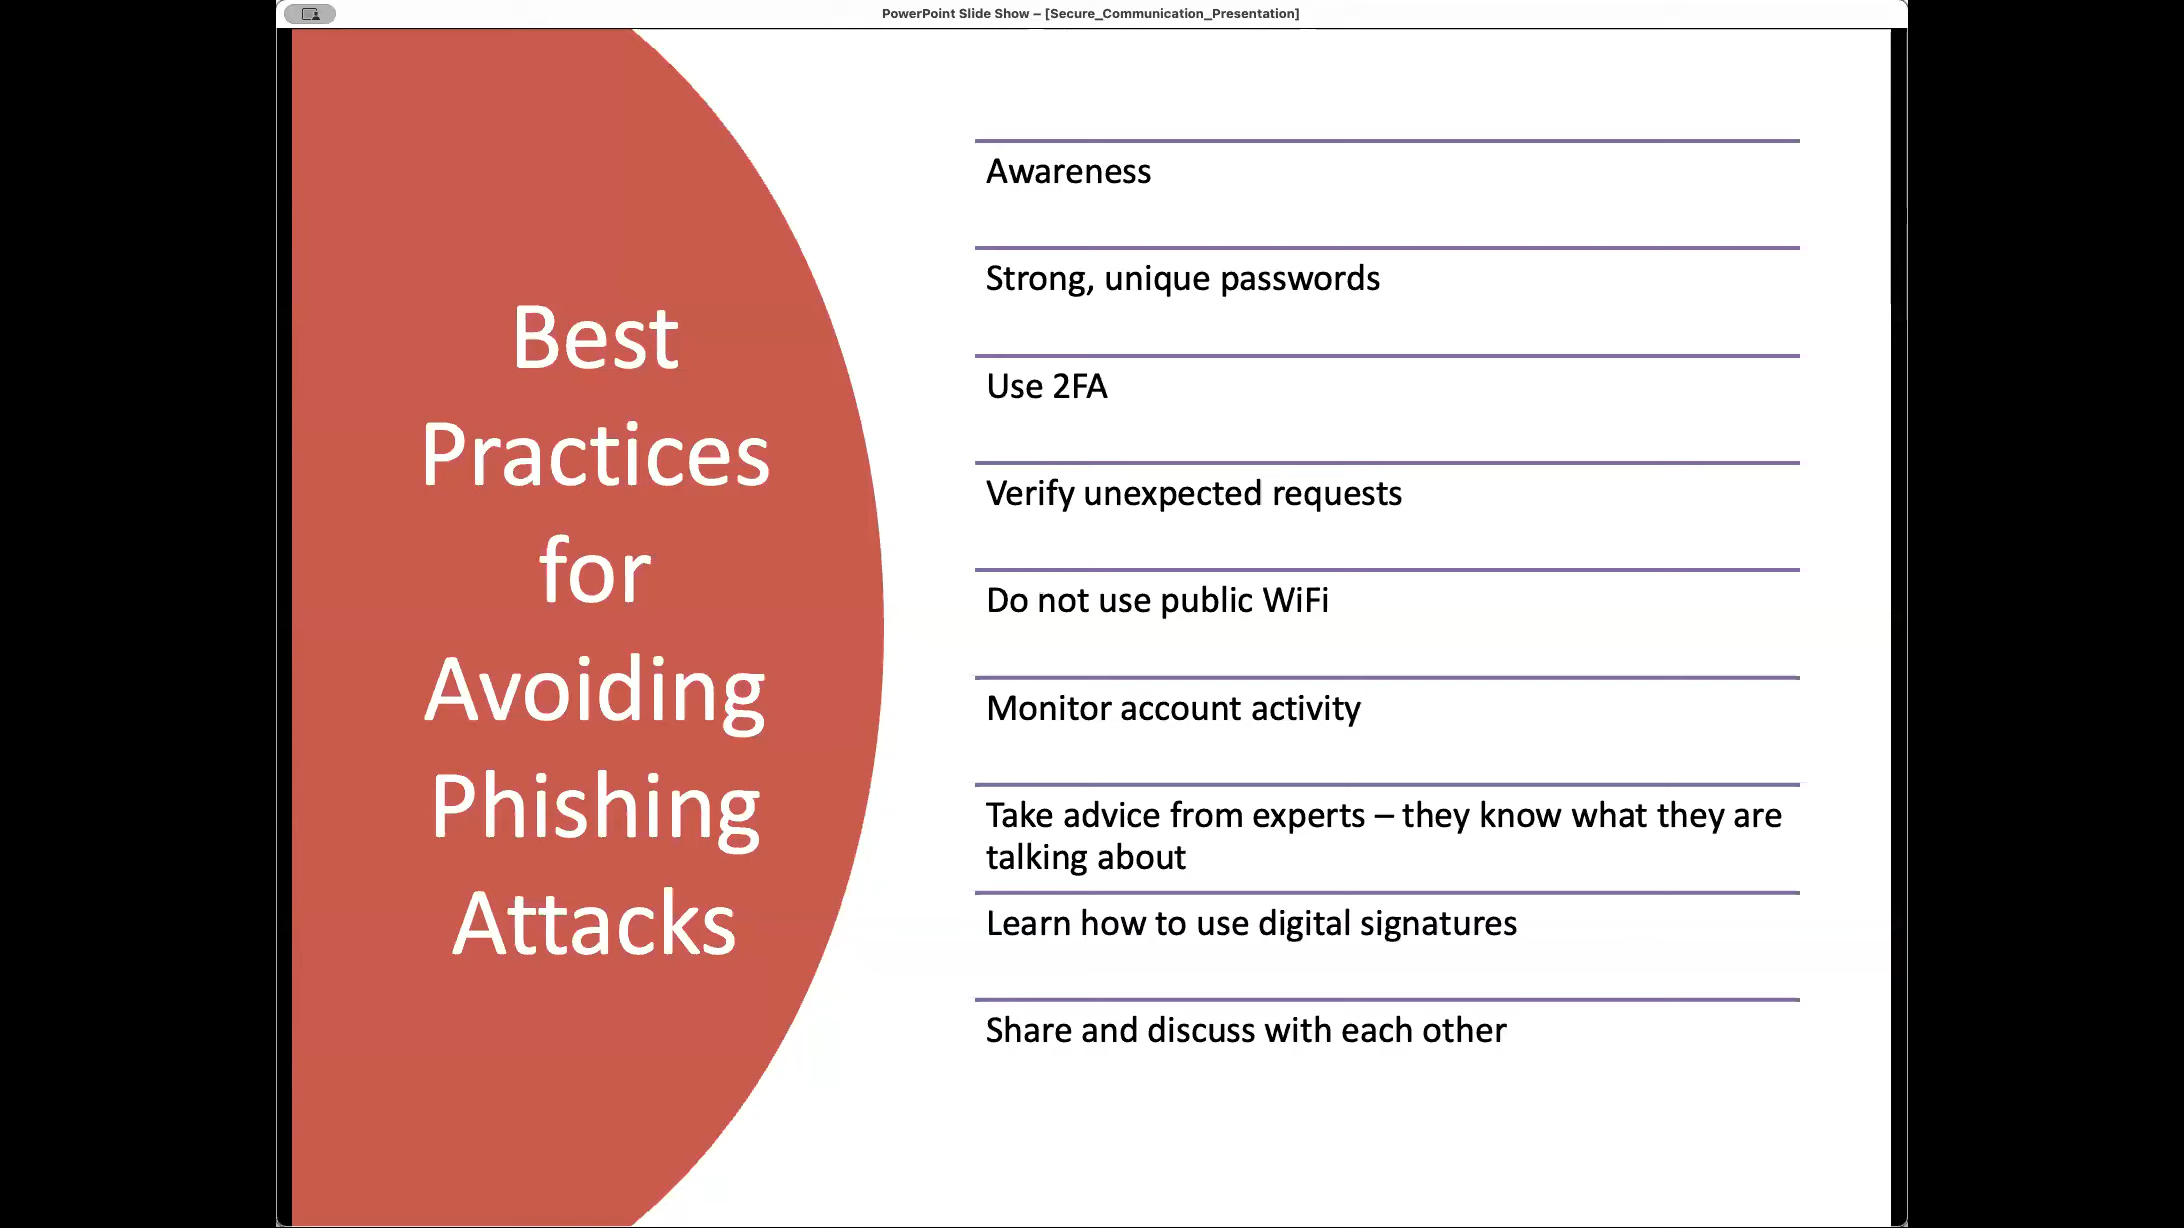 PowerPoint Slide Show – [Secure_Communication_Presentation]
Best
Practices
for
Avoiding
Phishing
Attacks
Awareness
Strong, unique passwords
Use 2FA
Verify unexpected requests
Do not use public WiFi
Monitor account activity
Take advice from experts – they know what they are
talking about
Learn how to use digital signatures
Share and discuss with each other